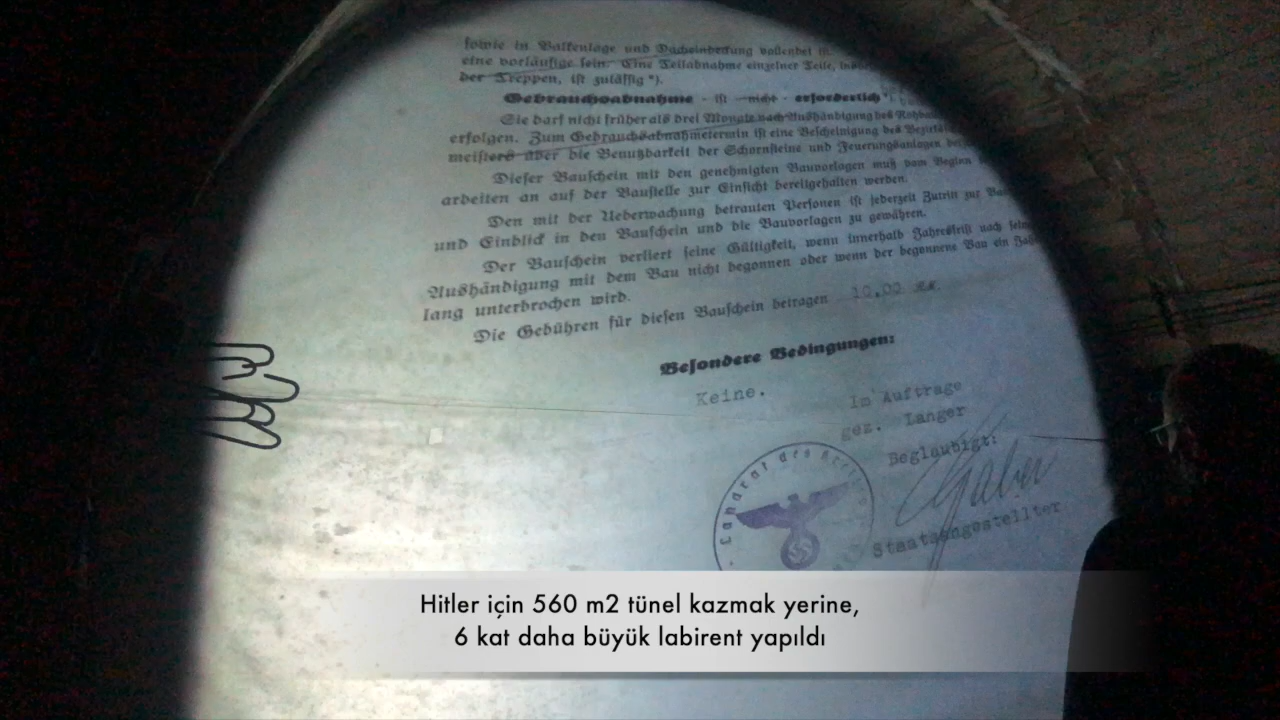 sowie in Balkenlage und Dacheindeckung vollendet ist.
eine vorläufige sein. Eine Teilabnahme einzelner Teile,
der Treppen, ist zulässig *).
Gebrauchsabnahme - ist - nicht - erforderlich *)
Sie darf nicht früher als drei Monate nach Aushändigung des
erfolgen. Zum Gebrauchsabnahmetermin ist eine Bescheinigung des
meisters über die Benutzbarkeit der Schornsteine und Feuerungsanlagen
Dieser Bauschein mit den genehmigten Bauvorlagen muß vom Beginn
arbeiten an auf der Baustelle zur Einsicht bereitgehalten werden.
Den mit der Ueberwachung betrauten Personen ist jederzeit Zutritt zur
und Einblick in den Bauschein und die Bauvorlagen zu gewähren.
Der Bauschein verliert seine Gültigkeit, wenn innerhalb Jahresfrist nach
Aushändigung mit dem Bau nicht begonnen oder wenn der begonnene Bau ein
lang unterbrochen wird.
Die Gebühren für diesen Bauschein betragen 10,00 RM.
Besondere Bedingungen:
Keine.
Im Auftrage
gez. Langer
Beglaubigt:
Staatsangestellter
Landrat des
Hitler için 560 m2 tünel kazmak yerine,
6 kat daha büyük labirent yapıldı